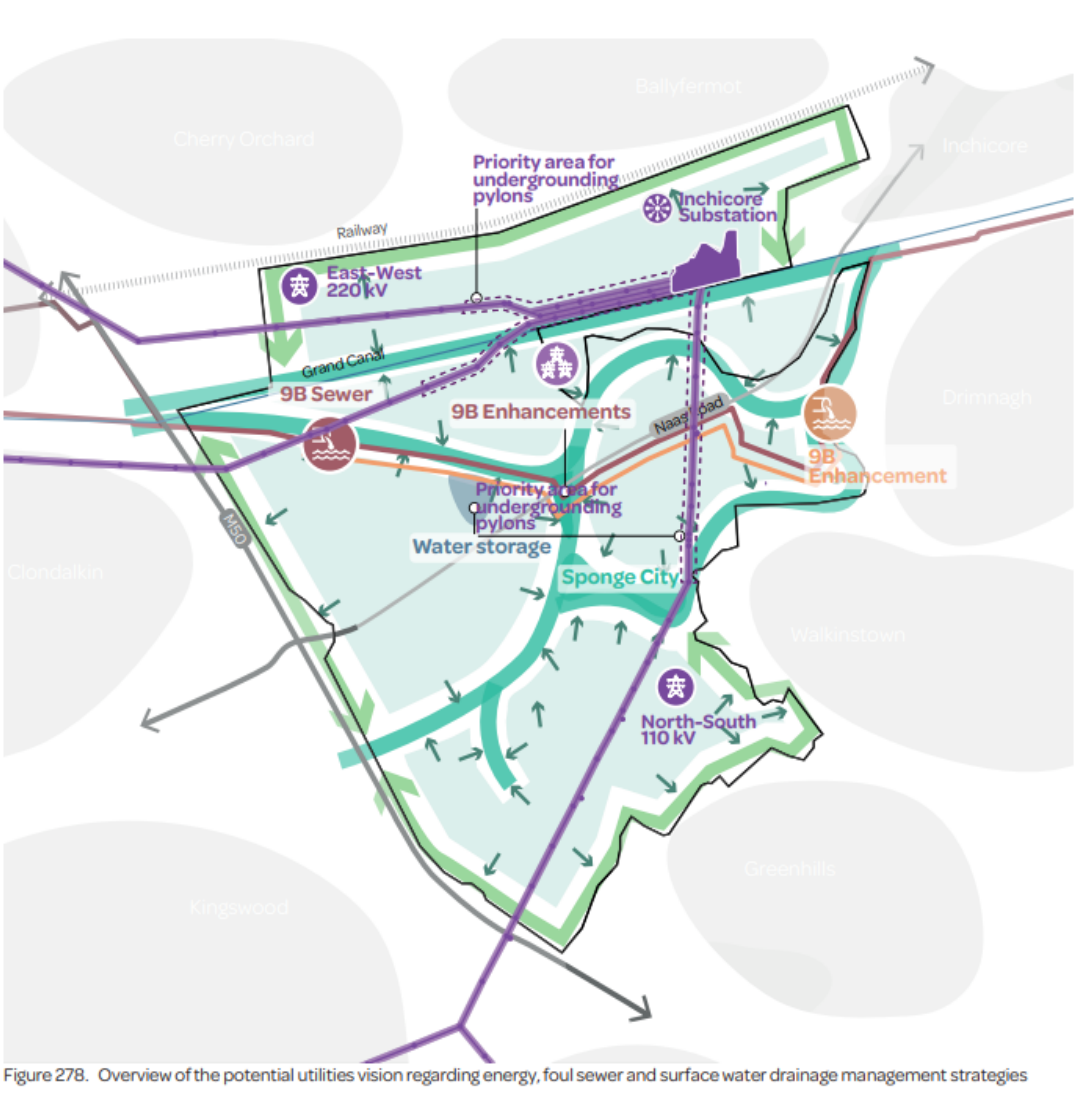 Ballyfermot
Cherry Orchard
Inchicore
Priority area for
undergrounding
pylons
Inchicore
Substation
Railway
East-West
220 kV
Grand Canal
9B Sewer
9B Enhancements
Naas Road
Drimnagh
9B
Enhancement
Priority area for
undergrounding
pylons
M50
Water storage
Clondalkin
Sponge City
Walkinstown
North-South
110 kV
Greenhills
Kingswood
Figure 278. Overview of the potential utilities vision regarding energy, foul sewer and surface water drainage management strategies